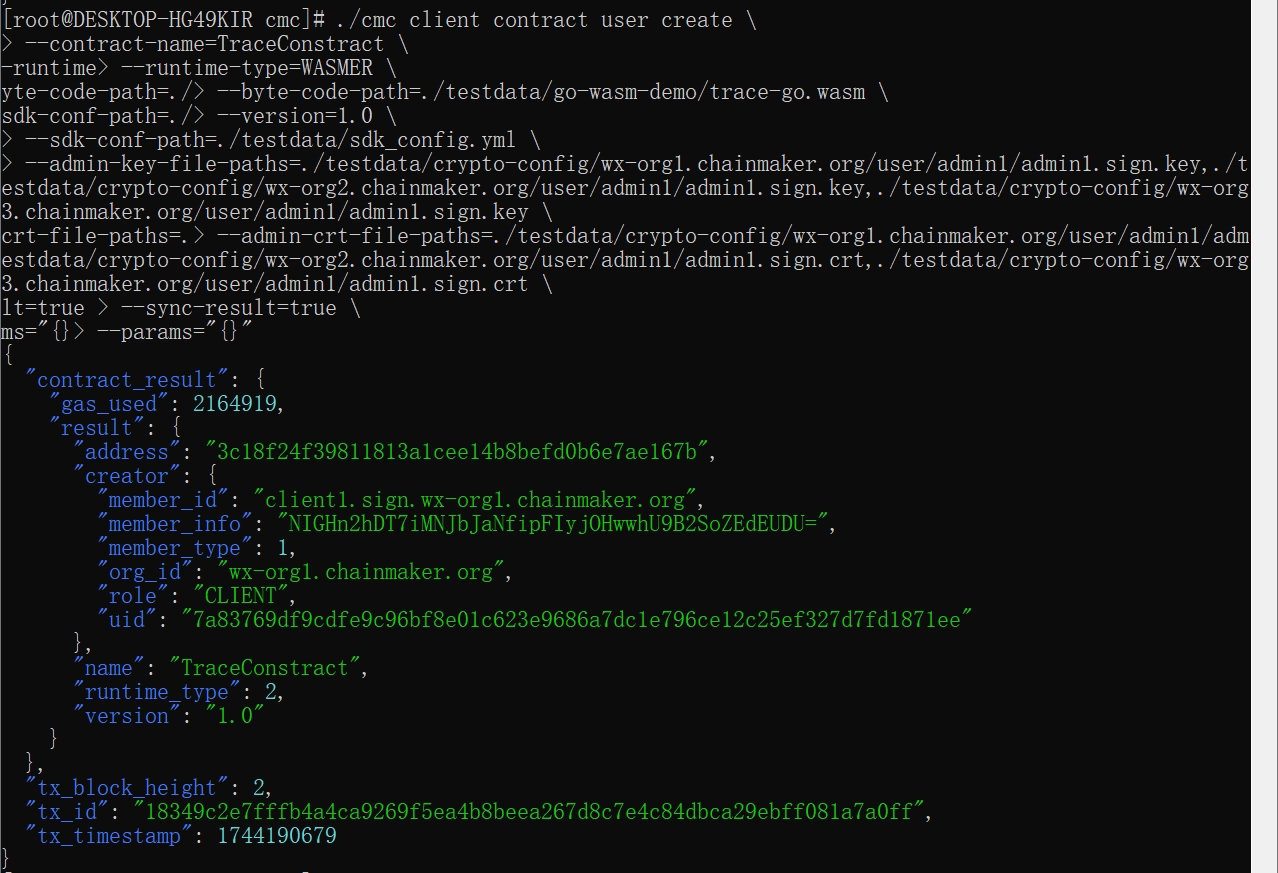 [root@DESKTOP-HG49KIR cmc]# ./cmc client contract user create \
> --contract-name=TraceConstract \
-runtime> --runtime-type=WASMER \
yte-code-path=./> --byte-code-path=./testdata/go-wasm-demo/trace-go.wasm \
sdk-conf-path=./> --version=1.0 \
> --sdk-conf-path=./testdata/sdk_config.yml \
> --admin-key-file-paths=./testdata/crypto-config/wx-org1.chainmaker.org/user/admin1/admin1.sign.key,./t
estdata/crypto-config/wx-org2.chainmaker.org/user/admin1/admin1.sign.key,./testdata/crypto-config/wx-org
3.chainmaker.org/user/admin1/admin1.sign.key \
crt-file-paths=.> --admin-crt-file-paths=./testdata/crypto-config/wx-org1.chainmaker.org/user/admin1/adm
estdata/crypto-config/wx-org2.chainmaker.org/user/admin1/admin1.sign.crt,./testdata/crypto-config/wx-org
3.chainmaker.org/user/admin1/admin1.sign.crt \
lt=true > --sync-result=true \
ms="{}> --params="{}"
{
  "contract_result": {
    "gas_used": 2164919,
    "result": {
      "address": "3c18f24f39811813a1cee14b8befd0b6e7ae167b",
      "creator": {
        "member_id": "client1.sign.wx-org1.chainmaker.org",
        "member_info": "NIGHn2hDT7iMNJbJaNfipFIyjOHwwhU9B2SoZEdEUDU=",
        "member_type": 1,
        "org_id": "wx-org1.chainmaker.org",
        "role": "CLIENT",
        "uid": "7a83769df9cdfe9c96bf8e01c623e9686a7dc1e796ce12c25ef327d7fd1871ee"
      },
      "name": "TraceConstract",
      "runtime_type": 2,
      "version": "1.0"
    }
  },
  "tx_block_height": 2,
  "tx_id": "18349c2e7fffb4a4ca9269f5ea4b8beea267d8c7e4c84dbca29ebff081a7a0ff",
  "tx_timestamp": 1744190679
}